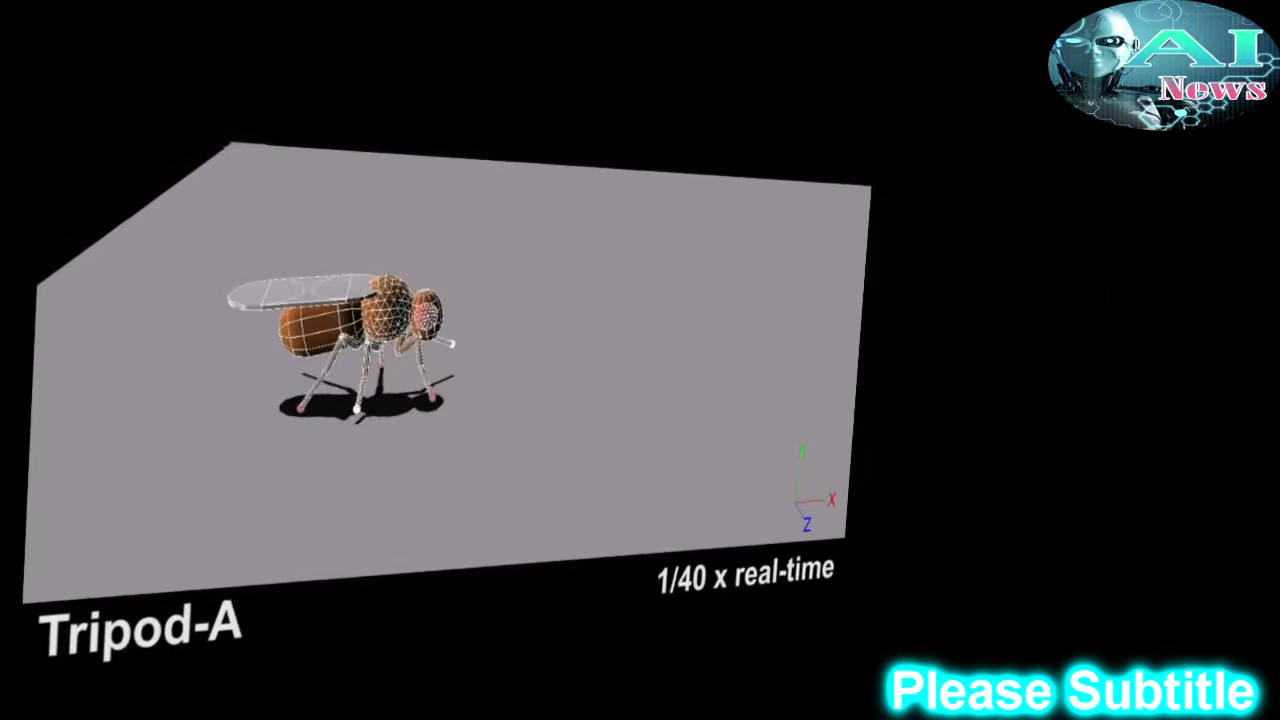 AI
News
Y
X
Z
1/40 x real-time
Tripod-A
Please Subtitle